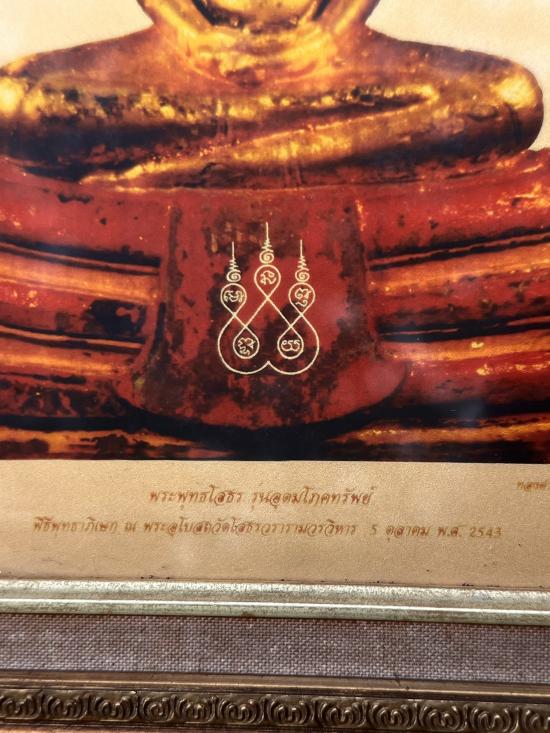 พระพุทธโสธร รุ่นอุดมโภคทรัพย์
พิธีพุทธาภิเษก ณ พระอุโบสถวัดโสธรวรารามวรวิหาร 5 ตุลาคม พ.ศ. 2543